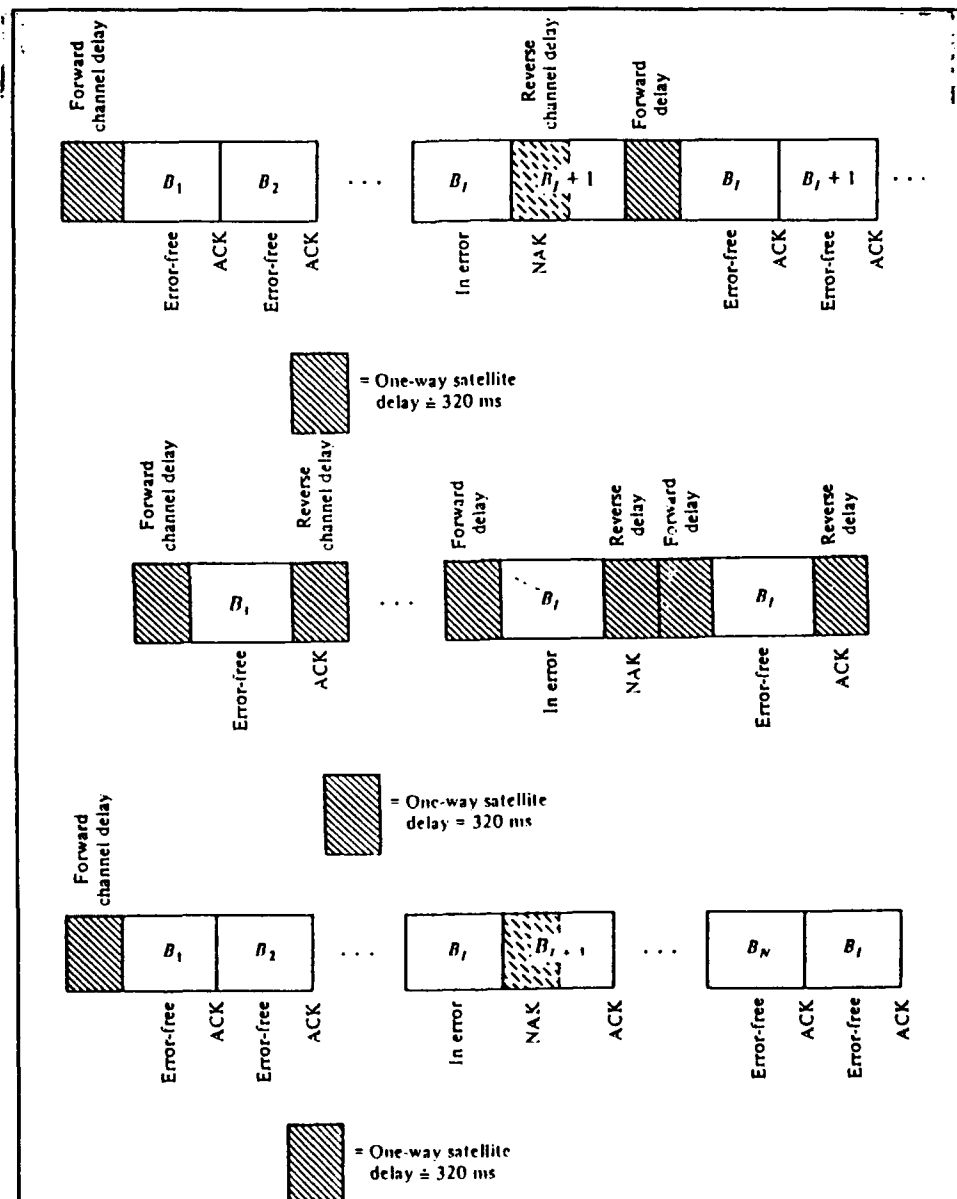 Forward
channel delay
Reverse
channel delay
Forward
delay
B1
B2
. . .
BI
BI + 1
BI
BI + 1
. . .
Error-free
ACK
Error-free
ACK
In error
NAK
Error-free
ACK
Error-free
ACK
= One-way satellite
delay ≐ 320 ms
Forward
channel delay
Reverse
channel delay
Forward
delay
Reverse
delay
Forward
delay
Reverse
delay
B1
. . .
BI
BI
Error-free
ACK
In error
NAK
Error-free
ACK
= One-way satellite
delay = 320 ms
Forward
channel delay
B1
B2
. . .
BI
BI + 1
. . .
BN
BI
Error-free
ACK
Error-free
ACK
In error
NAK
ACK
Error-free
ACK
Error-free
ACK
= One-way satellite
delay ≐ 320 ms